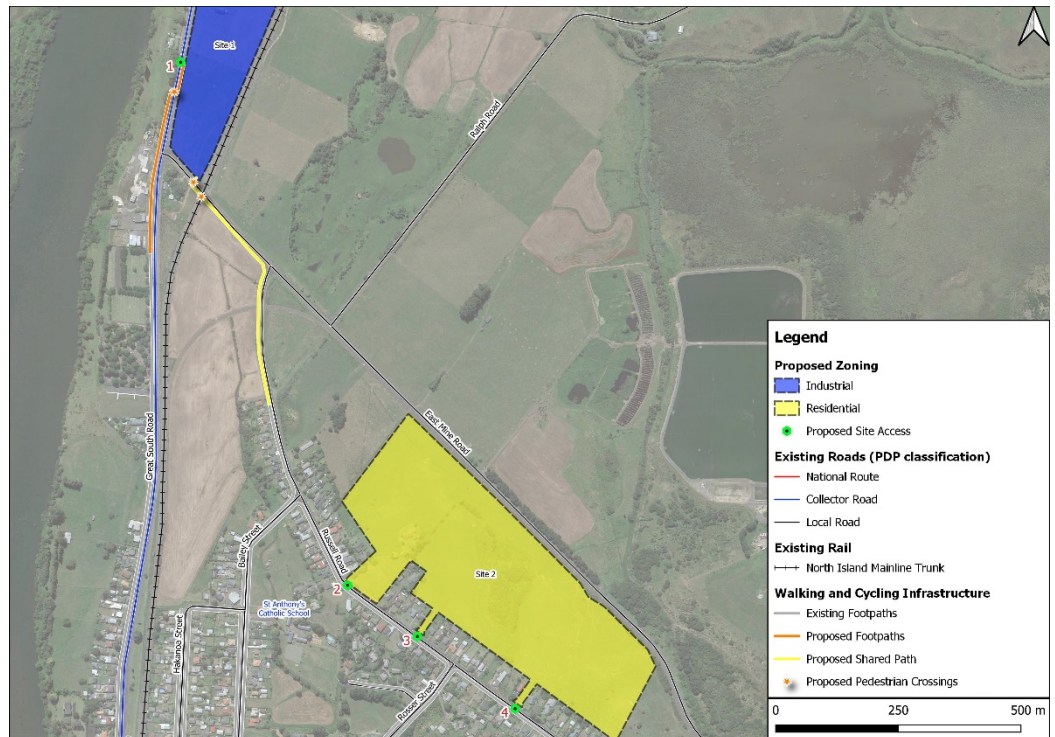 Site 1
1
Ralph Road
Great South Road
East Mine Road
Russell Road
Bailey Street
Site 2
2
St Anthony's
Catholic School
Hakanoa Street
3
Rosser Street
4
Legend
Proposed Zoning
Industrial
Residential
Proposed Site Access
Existing Roads (PDP classification)
National Route
Collector Road
Local Road
Existing Rail
North Island Mainline Trunk
Walking and Cycling Infrastructure
Existing Footpaths
Proposed Footpaths
Proposed Shared Path
Proposed Pedestrian Crossings
0 250 500 m